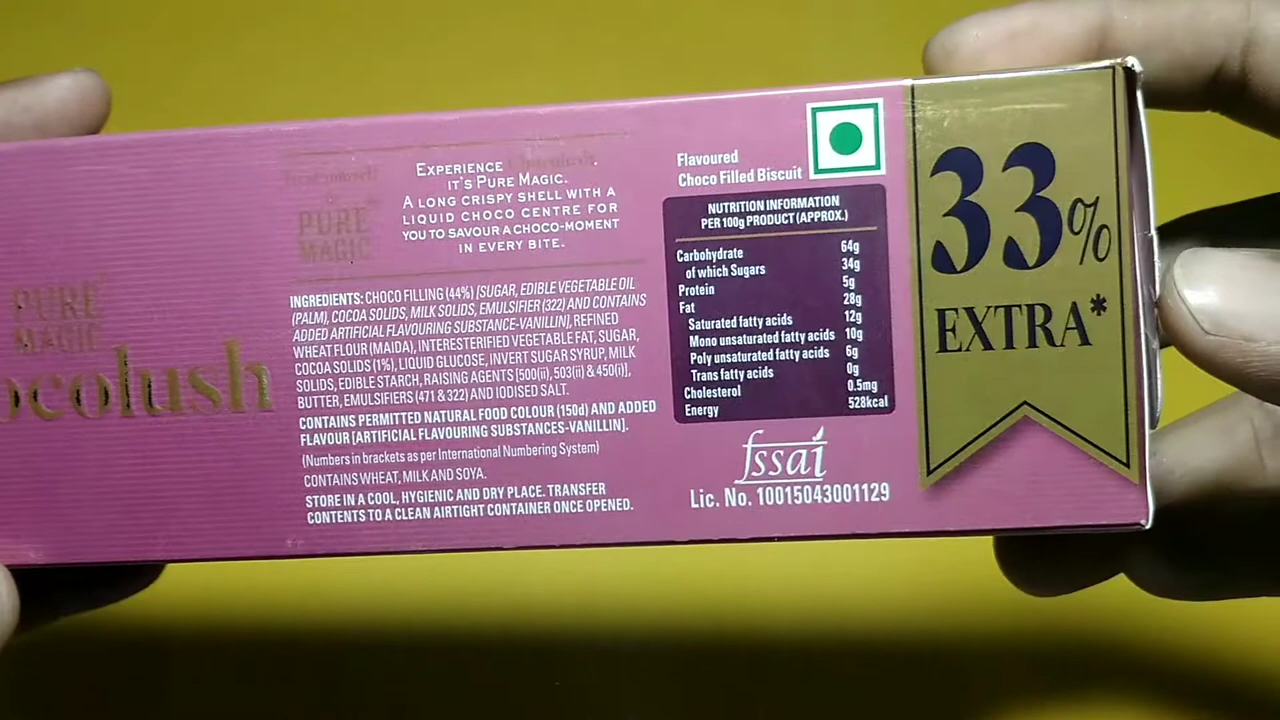 PURE
MAGIC
ocolush
PURE
MAGIC
EXPERIENCE
IT'S PURE MAGIC.
A LONG CRISPY SHELL WITH A
LIQUID CHOCO CENTRE FOR
YOU TO SAVOUR A CHOCO-MOMENT
IN EVERY BITE.
INGREDIENTS: CHOCO FILLING (44%) [SUGAR, EDIBLE VEGETABLE OIL
(PALM), COCOA SOLIDS, MILK SOLIDS, EMULSIFIER (322) AND CONTAINS
ADDED ARTIFICIAL FLAVOURING SUBSTANCE-VANILLIN], REFINED
WHEAT FLOUR (MAIDA), INTERESTERIFIED VEGETABLE FAT, SUGAR,
COCOA SOLIDS (1%), LIQUID GLUCOSE, INVERT SUGAR SYRUP, MILK
SOLIDS, EDIBLE STARCH, RAISING AGENTS [500(ii), 503(ii) & 450(i)],
BUTTER, EMULSIFIERS (471 & 322) AND IODISED SALT.
CONTAINS PERMITTED NATURAL FOOD COLOUR (150d) AND ADDED
FLAVOUR [ARTIFICIAL FLAVOURING SUBSTANCES-VANILLIN].
(Numbers in brackets as per International Numbering System)
CONTAINS WHEAT, MILK AND SOYA.
STORE IN A COOL, HYGIENIC AND DRY PLACE. TRANSFER
CONTENTS TO A CLEAN AIRTIGHT CONTAINER ONCE OPENED.
Flavoured
Choco Filled Biscuit
NUTRITION INFORMATION
PER 100g PRODUCT (APPROX.)
Carbohydrate 64g
of which Sugars 34g
Protein 5g
Fat 28g
Saturated fatty acids 12g
Mono unsaturated fatty acids 10g
Poly unsaturated fatty acids 6g
Trans fatty acids 0g
Cholesterol 0.5mg
Energy 528kcal
fssai
Lic. No. 10015043001129
33%
EXTRA*